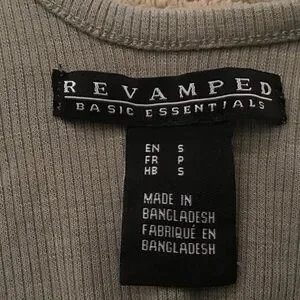 REVAMPED
BASIC ESSENTIALS
EN S
FR P
HB S
MADE IN
BANGLADESH
FABRIQUÉ EN
BANGLADESH